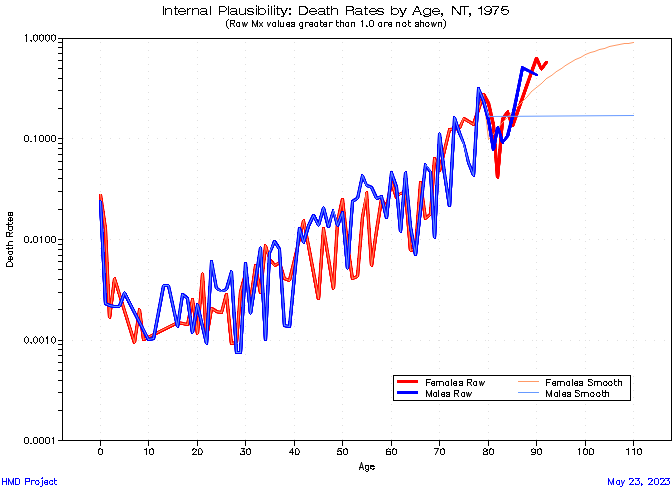 Internal Plausibility: Death Rates by Age, NT, 1975
(Raw Mx values greater than 1.0 are not shown)
1.0000
0.1000
0.0100
0.0010
0.0001
Death Rates
0 10 20 30 40 50 60 70 80 90 100 110
Age
Females Raw Females Smooth
Males Raw Males Smooth
HMD Project May 23, 2023